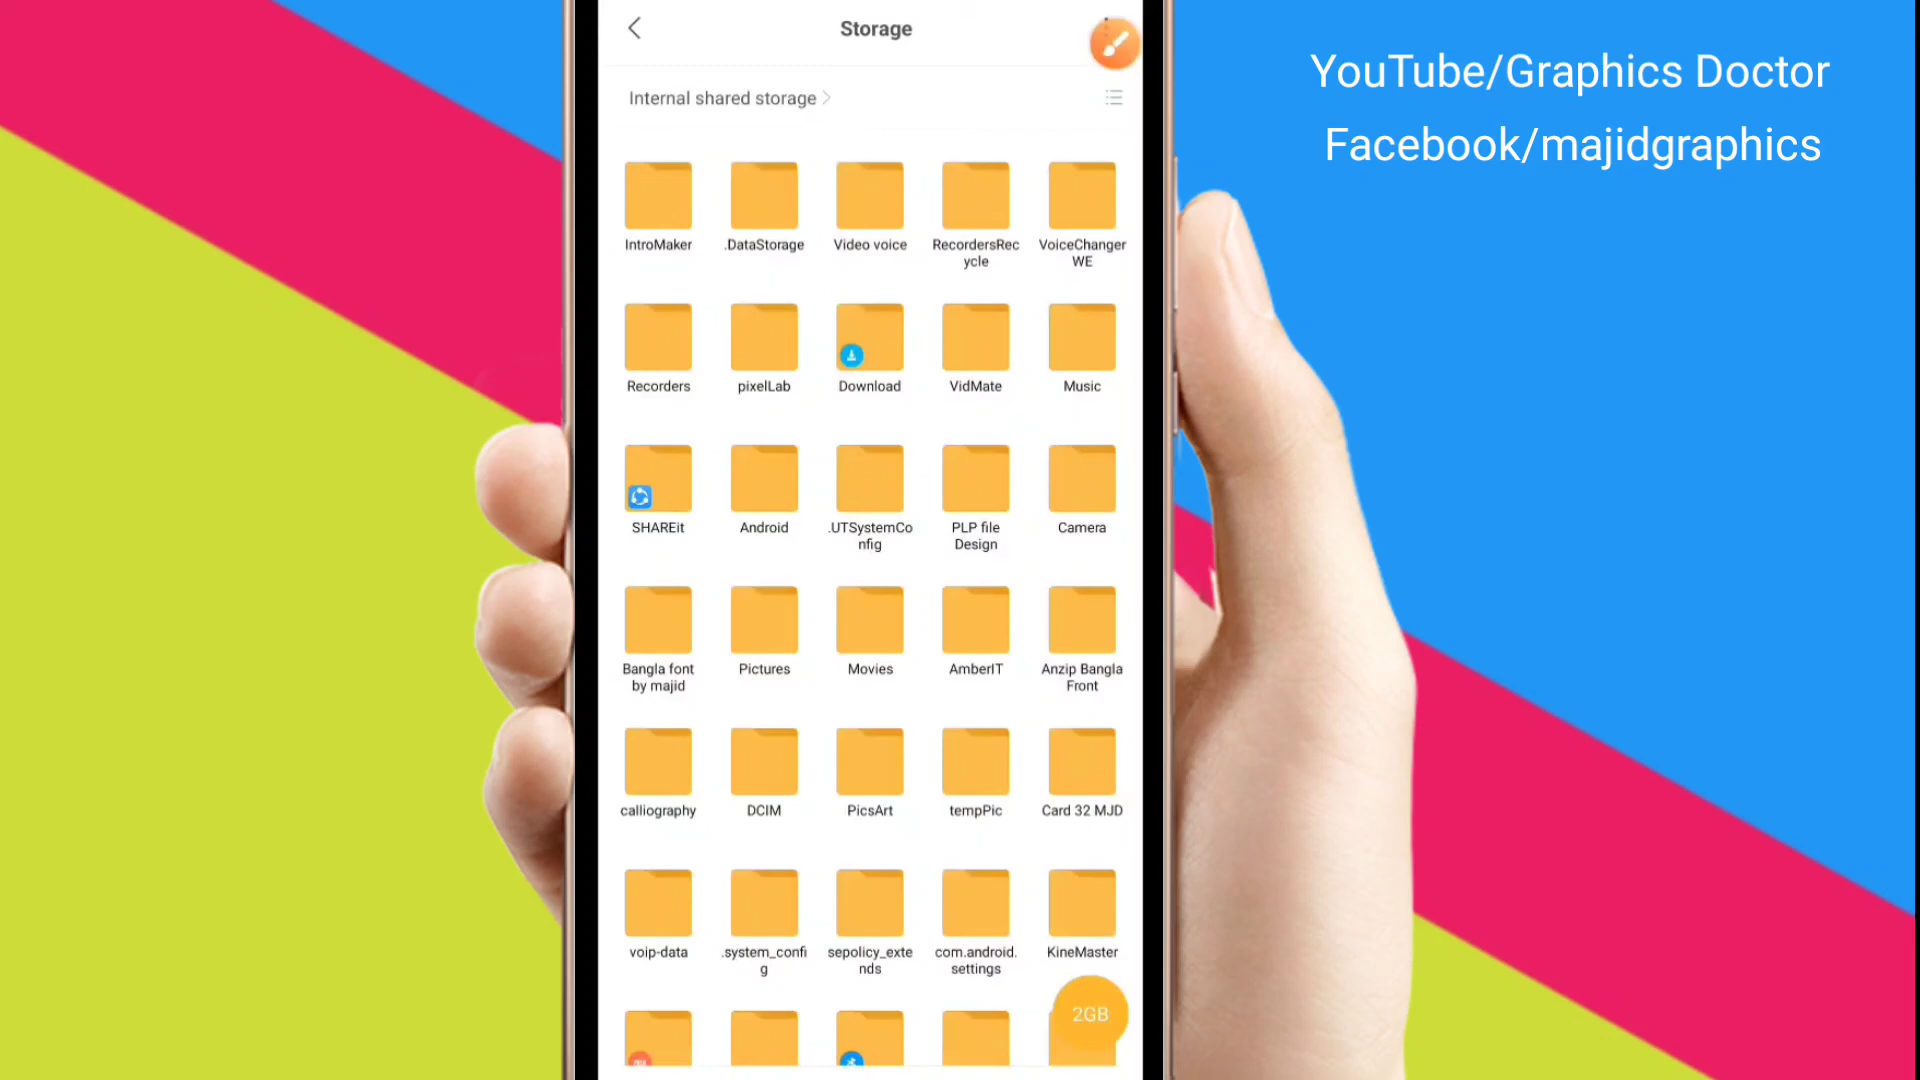 Storage
YouTube/Graphics Doctor
Facebook/majidgraphics
Internal shared storage
IntroMaker
.DataStorage
Video voice
RecordersRec
ycle
VoiceChanger
WE
Recorders
pixelLab
Download
VidMate
Music
SHAREit
Android
.UTSystemCo
nfig
PLP file
Design
Camera
Bangla font
by majid
Pictures
Movies
AmberIT
Anzip Bangla
Front
calliography
DCIM
PicsArt
tempPic
Card 32 MJD
voip-data
.system_confi
g
sepolicy_exte
nds
com.android.
settings
KineMaster
2GB